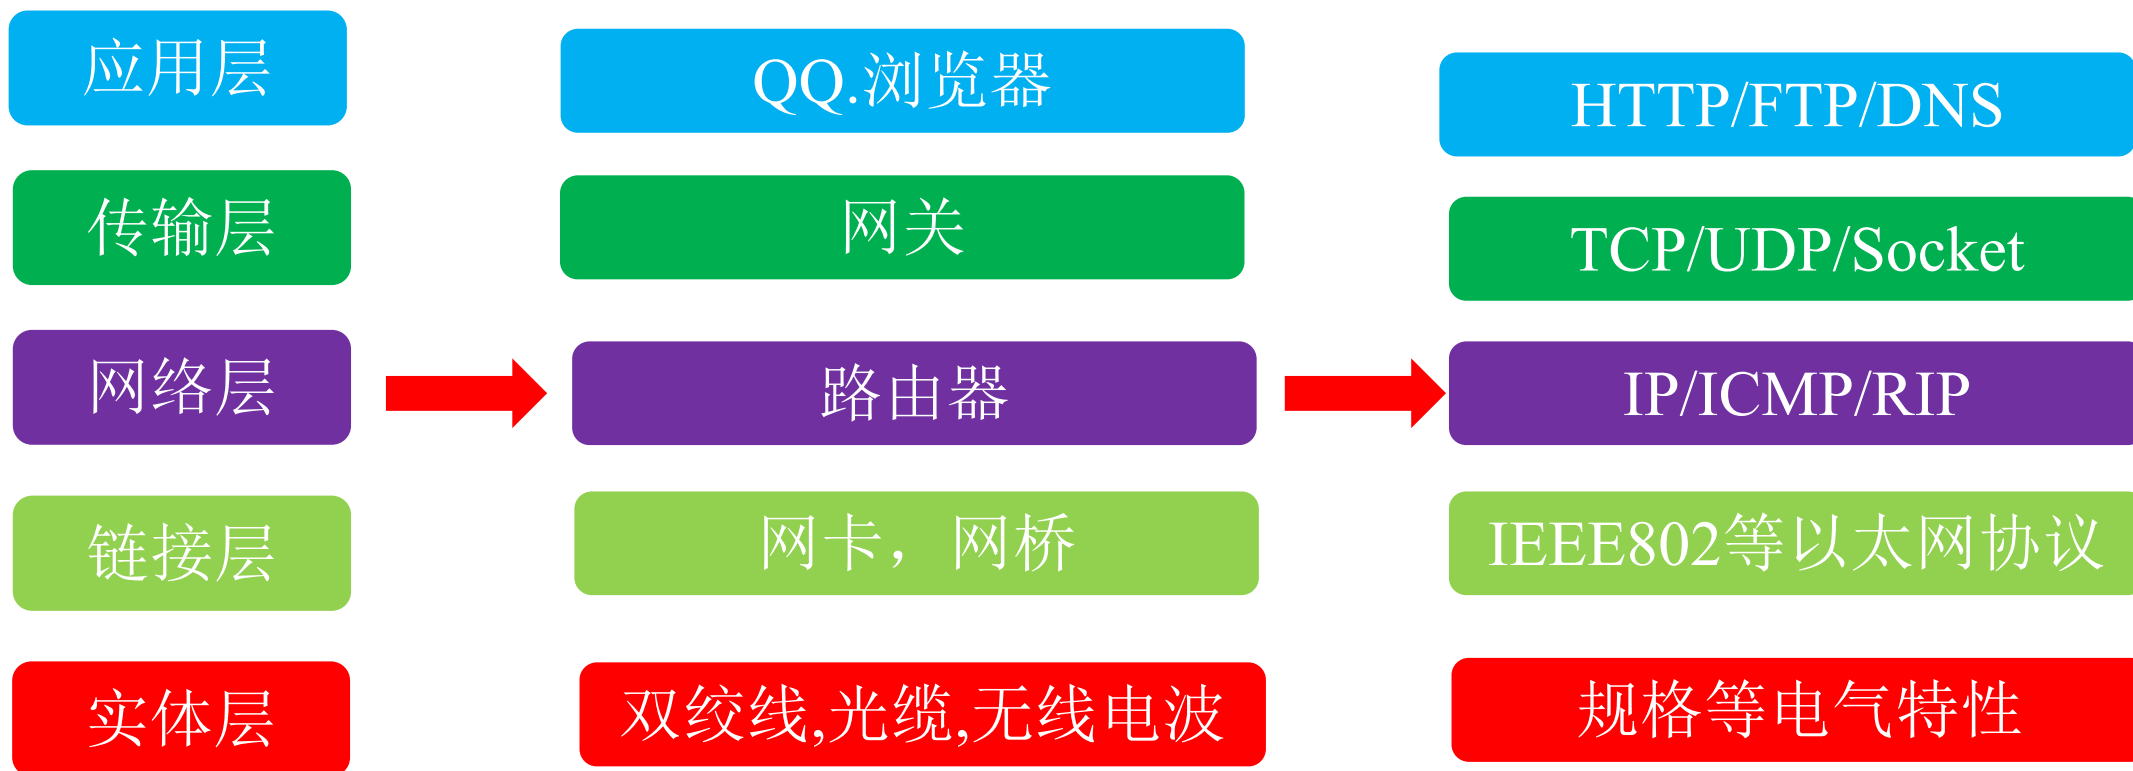 应用层
QQ.浏览器
HTTP/FTP/DNS
传输层
网关
TCP/UDP/Socket
网络层
路由器
IP/ICMP/RIP
链接层
网卡，网桥
IEEE802等以太网协议
实体层
双绞线,光缆,无线电波
规格等电气特性